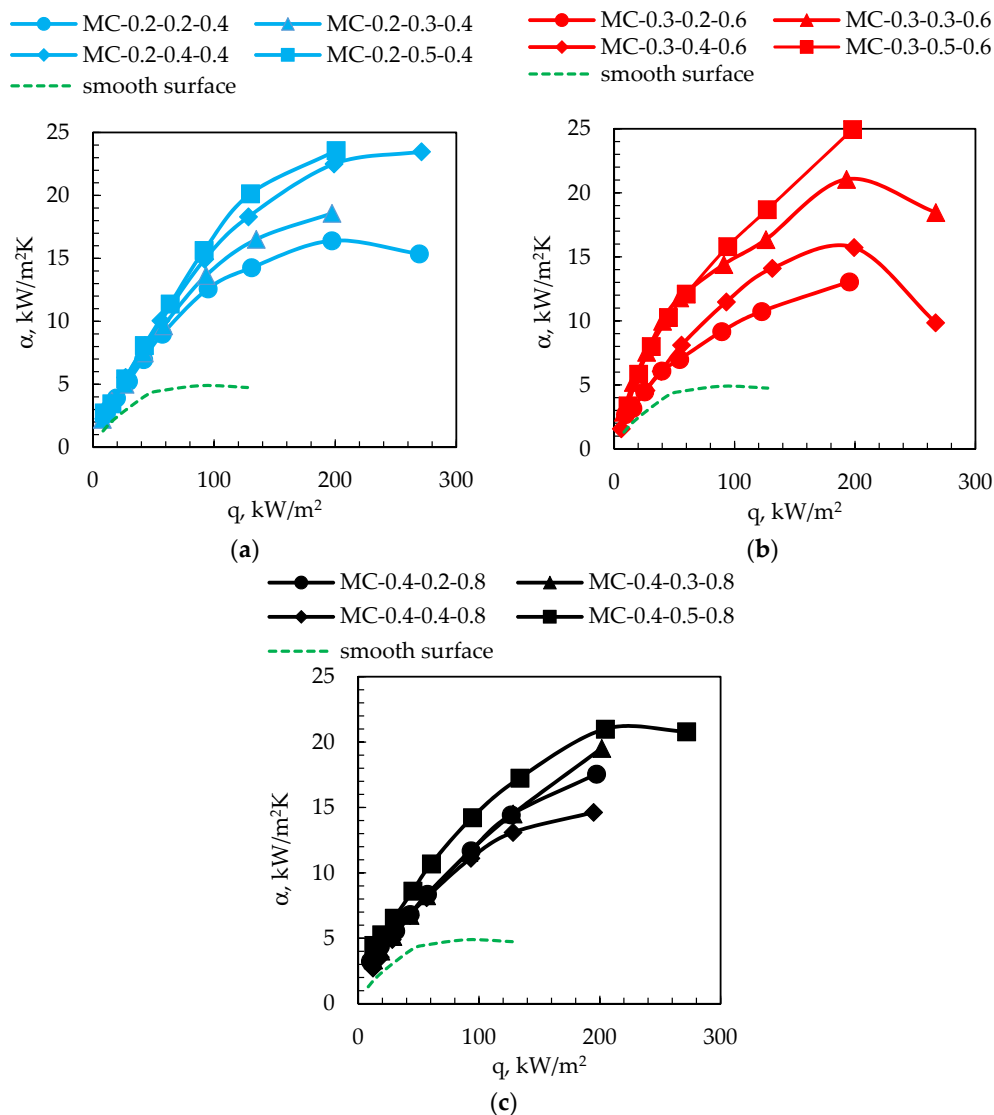 MC-0.2-0.2-0.4 MC-0.2-0.3-0.4
MC-0.2-0.4-0.4 MC-0.2-0.5-0.4
smooth surface
25
20
15
10
5
0
α, kW/m²K
0 100 200 300
q, kW/m²
(a)
MC-0.3-0.2-0.6 MC-0.3-0.3-0.6
MC-0.3-0.4-0.6 MC-0.3-0.5-0.6
smooth surface
25
20
15
10
5
0
α, kW/m²K
0 100 200 300
q, kW/m²
(b)
MC-0.4-0.2-0.8 MC-0.4-0.3-0.8
MC-0.4-0.4-0.8 MC-0.4-0.5-0.8
smooth surface
25
20
15
10
5
0
α, kW/m²K
0 100 200 300
q, kW/m²
(c)